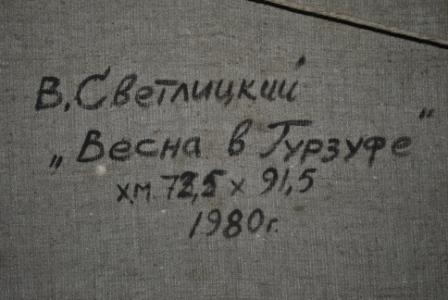 В. Светлицкий
„Весна в Гурзуфе"
х.м. 72,5 х 91,5
1980г.